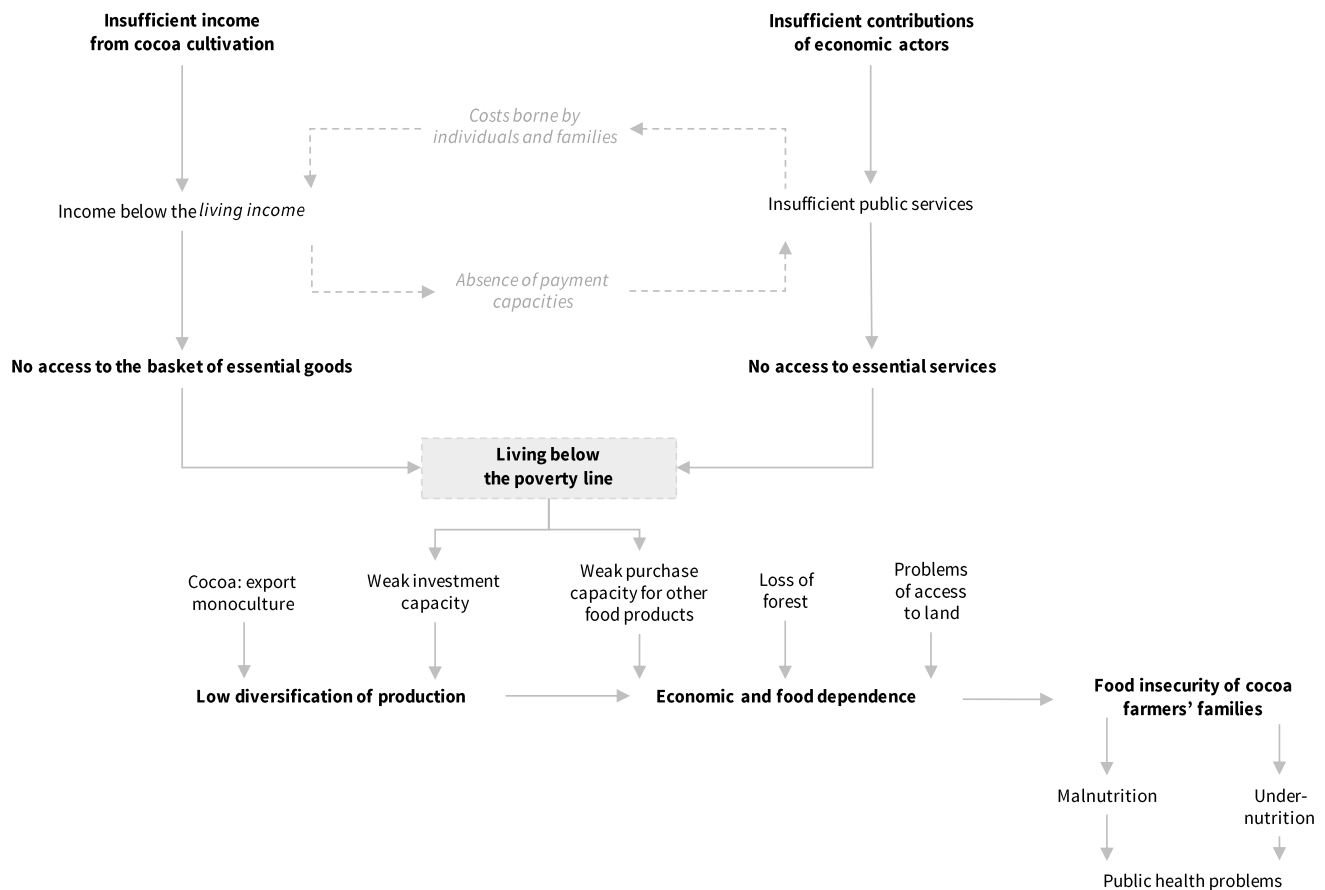 Insufficient income
from cocoa cultivation
Insufficient contributions
of economic actors
Costs borne by
individuals and families
Income below the living income
Insufficient public services
Absence of payment
capacities
No access to the basket of essential goods
No access to essential services
Living below
the poverty line
Cocoa: export
monoculture
Weak investment
capacity
Weak purchase
capacity for other
food products
Loss of
forest
Problems
of access
to land
Low diversification of production
Economic and food dependence
Food insecurity of cocoa
farmers’ families
Malnutrition
Under-
nutrition
Public health problems